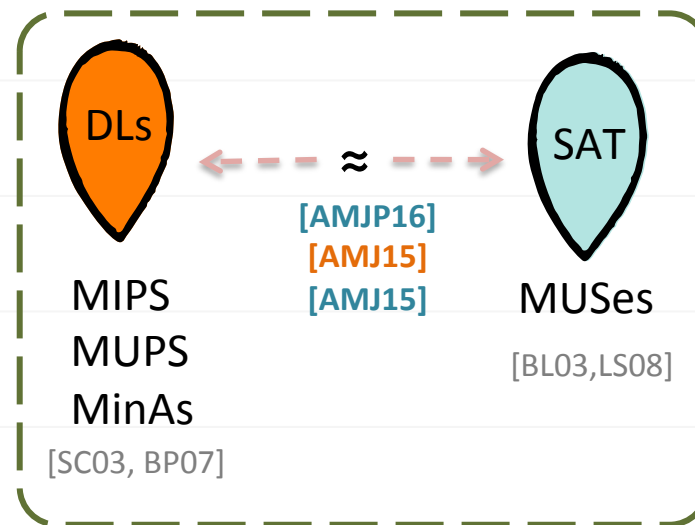 DLs
≈
SAT
[AMJP16]
[AMJ15]
[AMJ15]
MIPS
MUPS
MinAs
[SC03, BP07]
MUSes
[BL03,LS08]